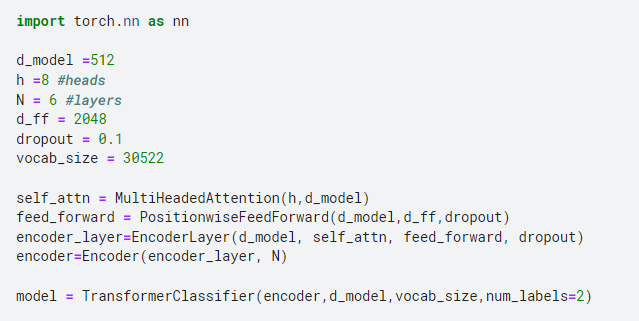 import torch.nn as nn
d_model =512
h =8 #heads
N = 6 #layers
d_ff = 2048
dropout = 0.1
vocab_size = 30522
self_attn = MultiHeadedAttention(h,d_model)
feed_forward = PositionwiseFeedForward(d_model,d_ff,dropout)
encoder_layer=EncoderLayer(d_model, self_attn, feed_forward, dropout)
encoder=Encoder(encoder_layer, N)
model = TransformerClassifier(encoder,d_model,vocab_size,num_labels=2)